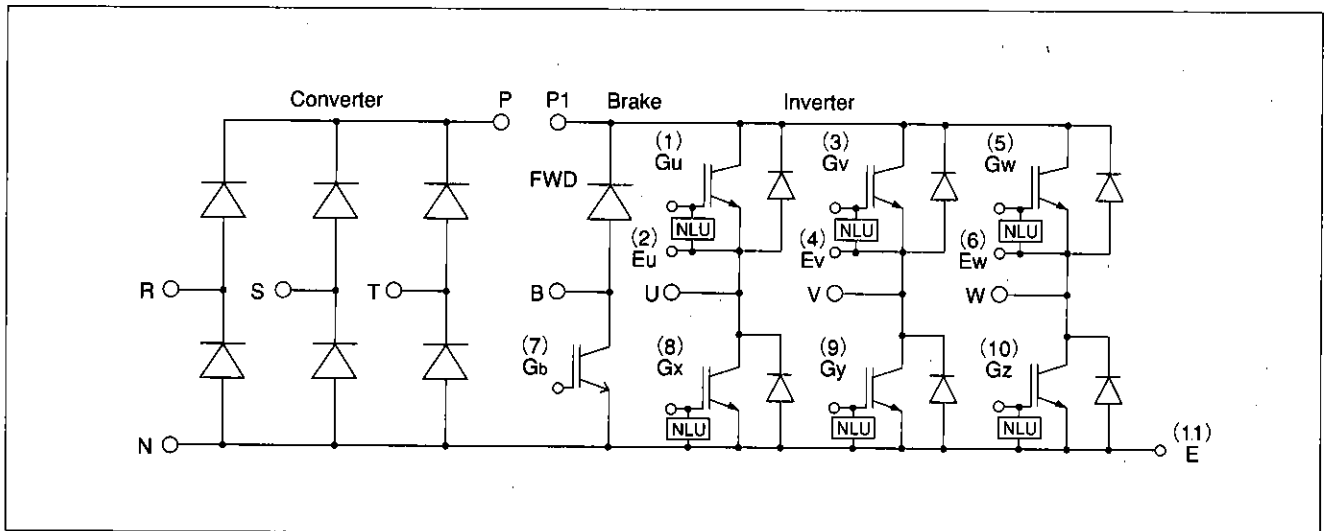 Converter P P1 Brake Inverter
(1) (3) (5)
Gu Gv Gw
FWD
NLU NLU NLU
(2) (4) (6)
Eu Ev Ew
R S T B U V W
(7) (8) (9) (10)
Gb Gx Gy Gz
NLU NLU NLU
N (11)
E